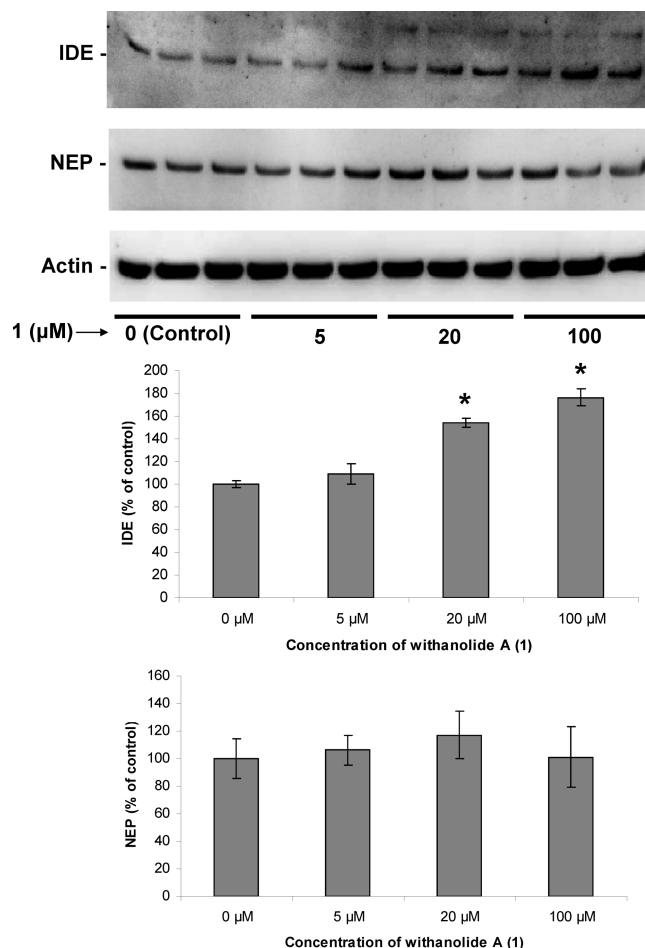 IDE -
NEP -
Actin -
1 (µM) → 0 (Control) 5 20 100
200
180
160
140
120
100
80
60
40
20
0
IDE (% of control)
* *
0 µM 5 µM 20 µM 100 µM
Concentration of withanolide A (1)
160
140
120
100
80
60
40
20
0
NEP (% of control)
0 µM 5 µM 20 µM 100 µM
Concentration of withanolide A (1)